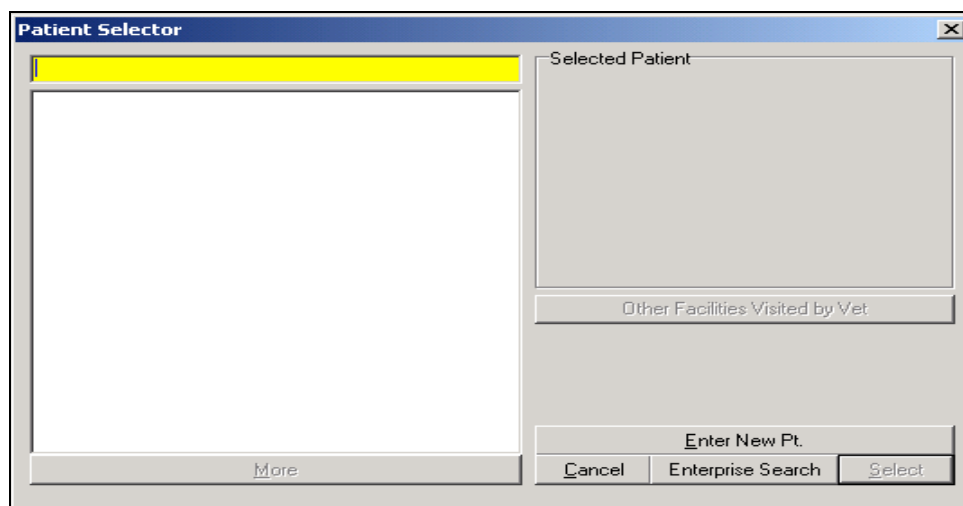 Patient Selector
Selected Patient
Other Facilities Visited by Vet
Enter New Pt.
More
Cancel
Enterprise Search
Select